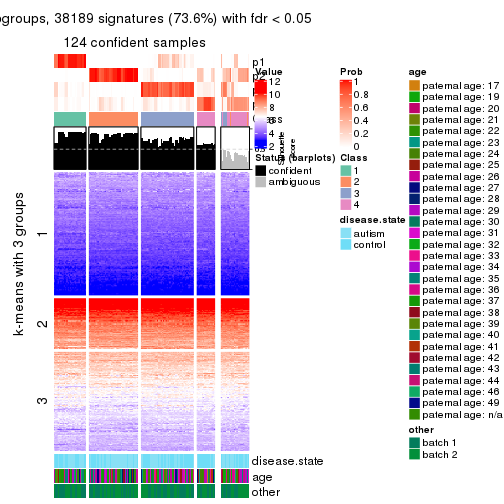 ogroups, 38189 signatures (73.6%) with fdr < 0.05
124 confident samples
p1
p2
Value
12
10
8
6
4
2
Prob
1
0.8
0.6
0.4
0.2
0
Silhouette
score
Status (barplots)
confident
ambiguous
Class
1
2
3
4
disease.state
autism
control
age
paternal age: 17
paternal age: 19
paternal age: 20
paternal age: 21
paternal age: 22
paternal age: 23
paternal age: 24
paternal age: 25
paternal age: 26
paternal age: 27
paternal age: 28
paternal age: 29
paternal age: 30
paternal age: 31
paternal age: 32
paternal age: 33
paternal age: 34
paternal age: 35
paternal age: 36
paternal age: 37
paternal age: 38
paternal age: 39
paternal age: 40
paternal age: 41
paternal age: 42
paternal age: 43
paternal age: 44
paternal age: 46
paternal age: 49
paternal age: n/a
other
batch 1
batch 2
k-means with 3 groups
1
2
3
disease.state
age
other